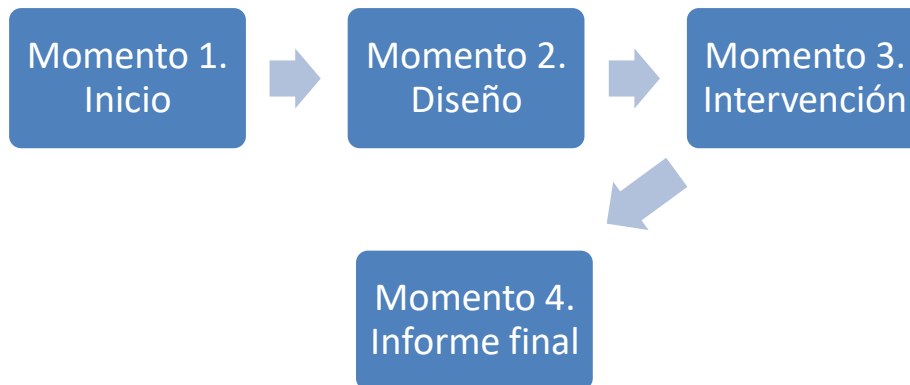 Momento 1.
Inicio
Momento 2.
Diseño
Momento 3.
Intervención
Momento 4.
Informe final